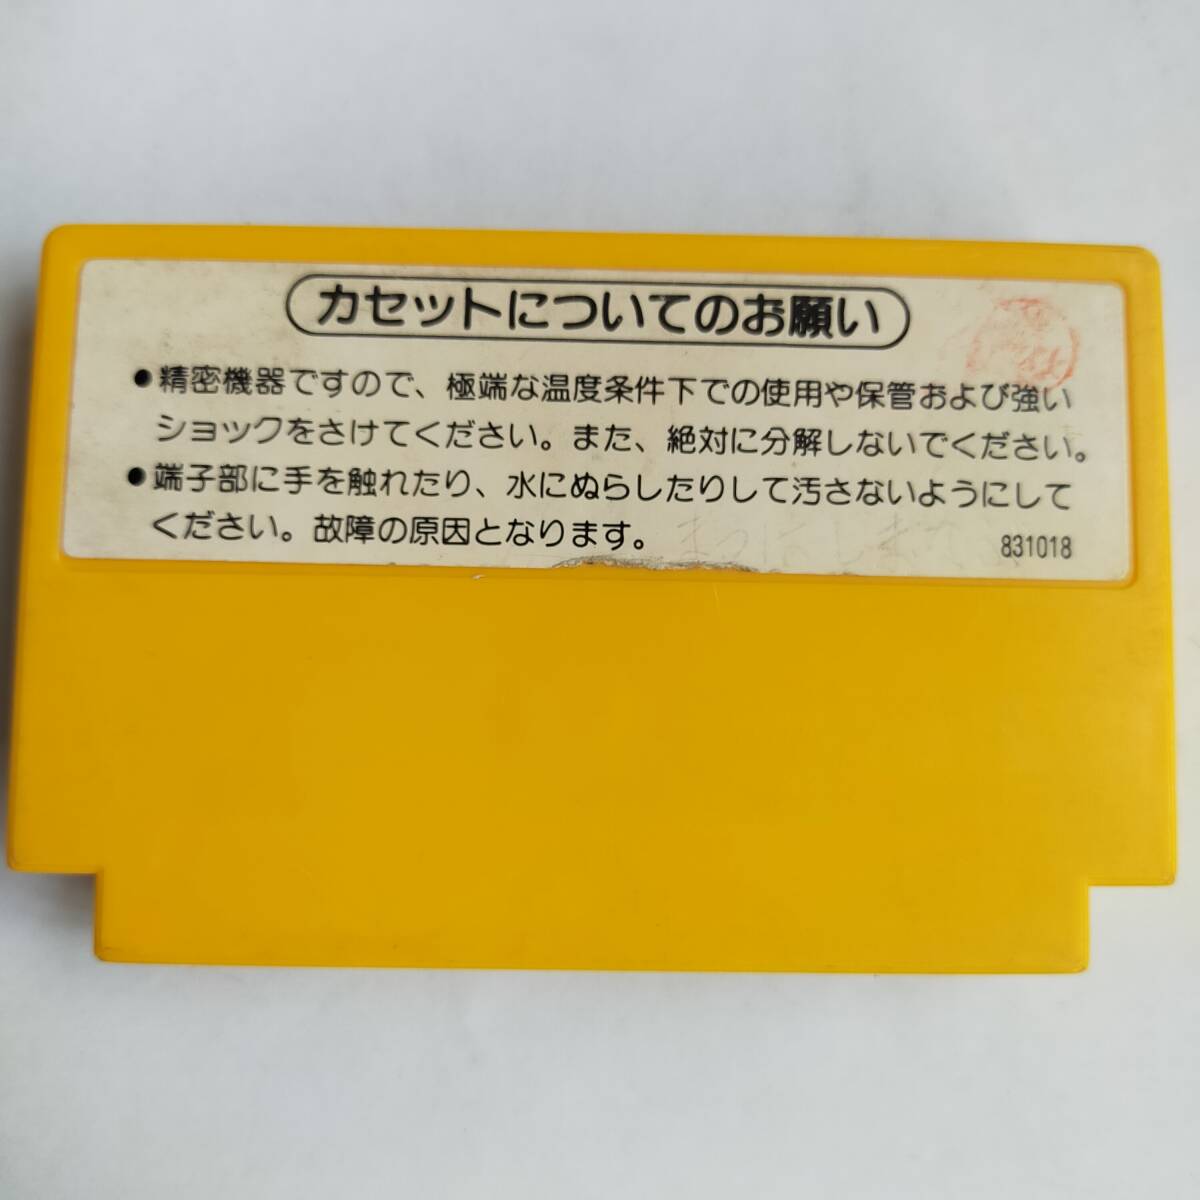 カセットについてのお願い
●精密機器ですので、極端な温度条件下での使用や保管および強い
ショックをさけてください。また、絶対に分解しないでください。
●端子部に手を触れたり、水にぬらしたりして汚さないようにして
ください。故障の原因となります。
831018